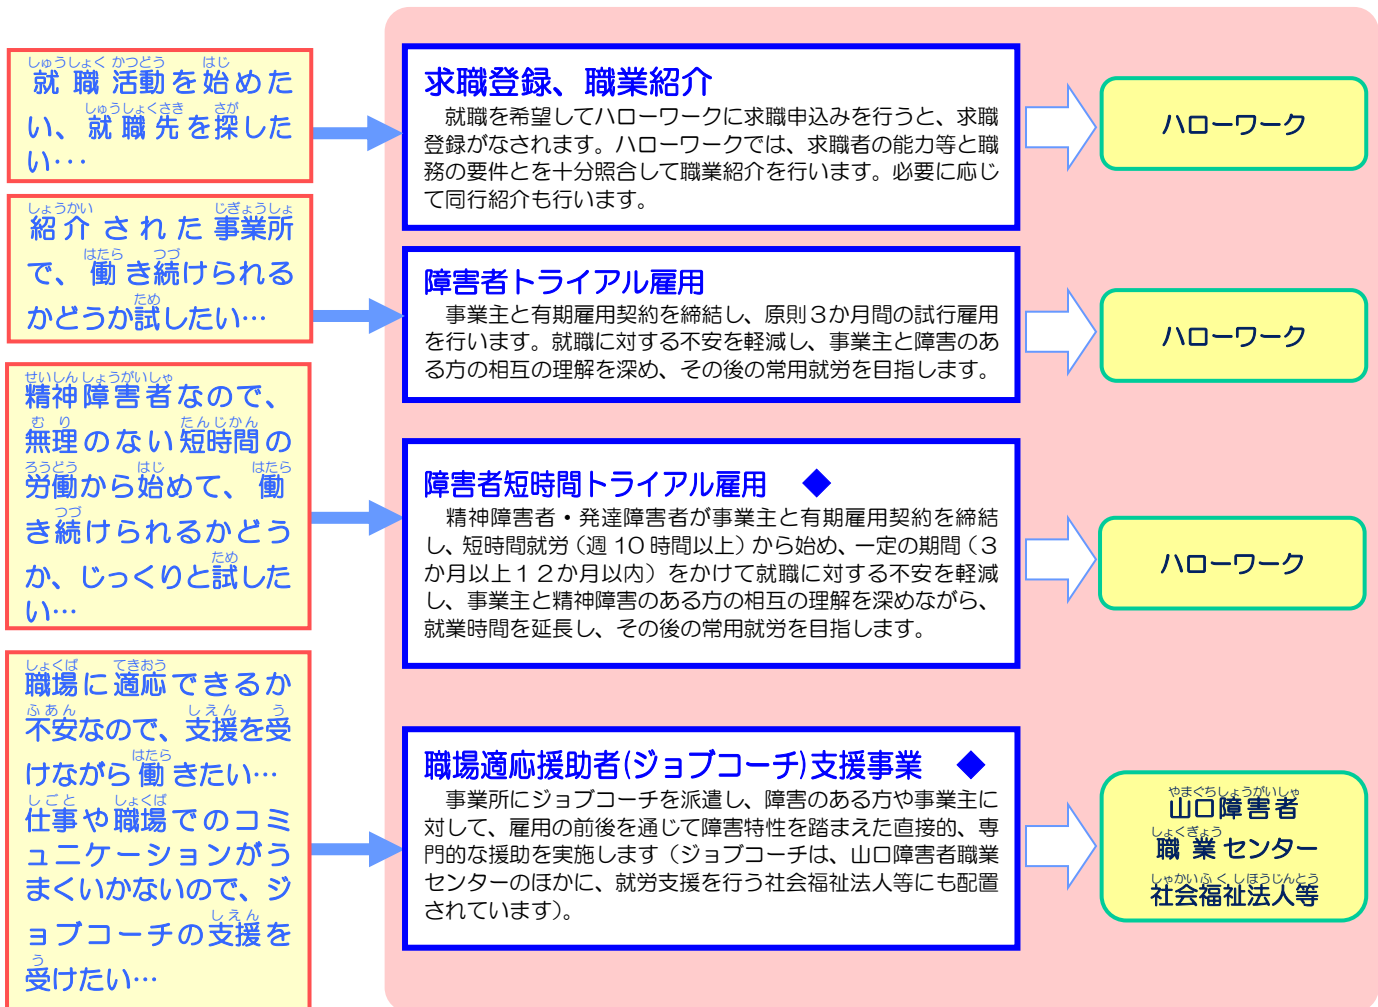 しゅうしょく かつどう はじ
就職活動を始めた
しゅうしょくさき さが
い、就職先を探した
い…
求職登録、職業紹介
　就職を希望してハローワークに求職申込みを行うと、求職
登録がなされます。ハローワークでは、求職者の能力等と職
務の要件とを十分照合して職業紹介を行います。必要に応じ
て同行紹介も行います。
ハローワーク
しょうかい じぎょうしょ
紹介された事業所
はたら つづ
で、働き続けられる
ため
かどうか試したい…
障害者トライアル雇用
　事業主と有期雇用契約を締結し、原則３か月間の試行雇用
を行います。就職に対する不安を軽減し、事業主と障害のあ
る方の相互の理解を深め、その後の常用就労を目指します。
ハローワーク
せいしんしょうがいしゃ
精神障害者なので、
むり たんじかん
無理のない短時間の
ろうどう はじ はたら
労働から始めて、働
つづ
き続けられるかどう
ため
か、じっくりと試した
い…
障害者短時間トライアル雇用　◆
　精神障害者・発達障害者が事業主と有期雇用契約を締結
し、短時間就労（週 10 時間以上）から始め、一定の期間（３
か月以上１２か月以内）をかけて就職に対する不安を軽減
し、事業主と精神障害のある方の相互の理解を深めながら、
就業時間を延長し、その後の常用就労を目指します。
ハローワーク
しょくば てきおう
職場に適応できるか
ふあん しえん う
不安なので、支援を受
はたら
けながら働きたい…
しごと しょくば
仕事や職場でのコミ
ュニケーションがう
まくいかないので、ジ
しえん
ョブコーチの支援を
う
受けたい…
職場適応援助者(ジョブコーチ)支援事業　◆
　事業所にジョブコーチを派遣し、障害のある方や事業主に
対して、雇用の前後を通じて障害特性を踏まえた直接的、専
門的な援助を実施します（ジョブコーチは、山口障害者職業
センターのほかに、就労支援を行う社会福祉法人等にも配置
されています）。
やまぐちしょうがいしゃ
山口障害者
しょくぎょう
職業センター
しゃかいふくしほうじんとう
社会福祉法人等